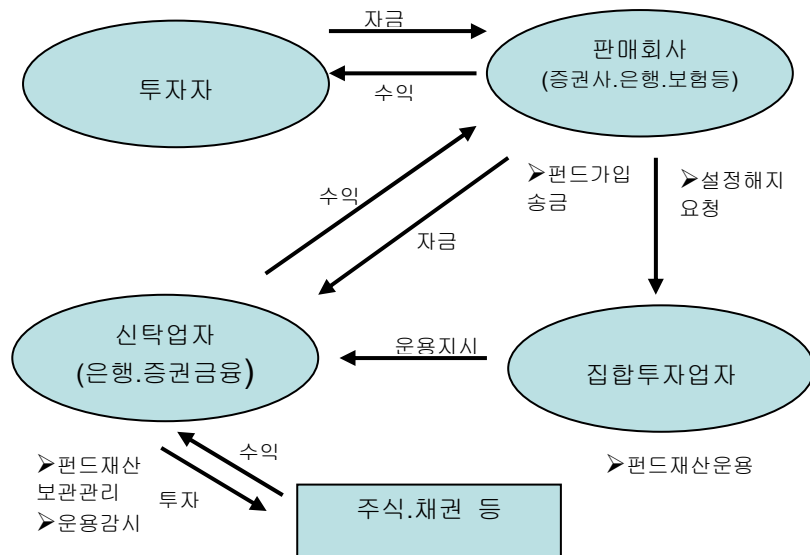 자금
투자자
판매회사
(증권사.은행.보험등)
수익
수익
➢펀드가입
송금
➢설정해지
요청
자금
신탁업자
(은행.증권금융)
운용지시
집합투자업자
➢펀드재산
보관관리
➢운용감시
수익
투자
➢펀드재산운용
주식.채권 등